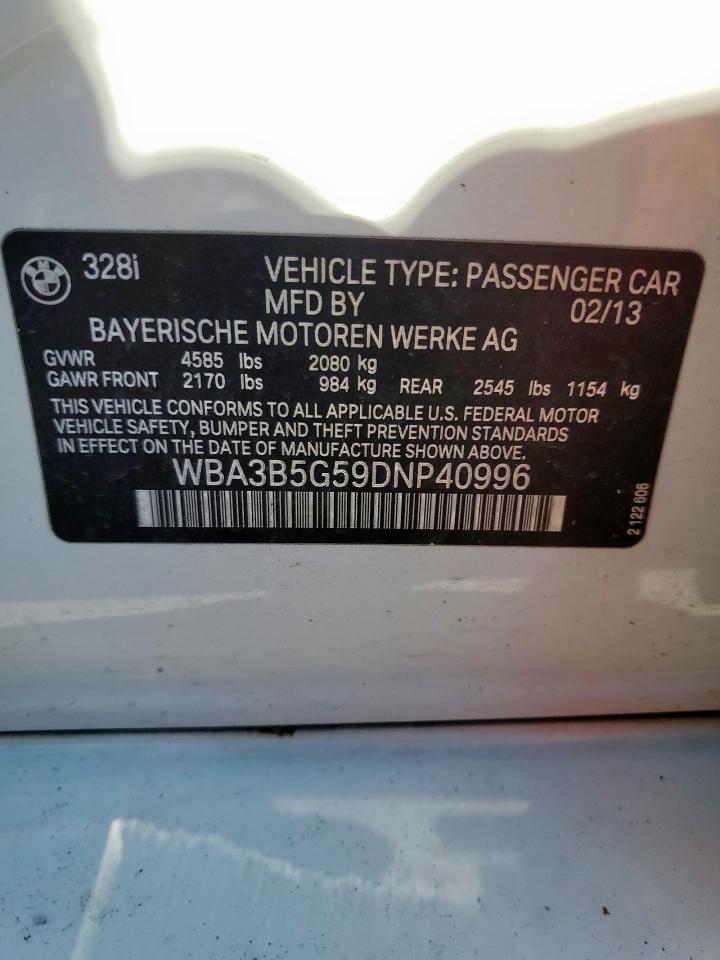 328i VEHICLE TYPE: PASSENGER CAR
MFD BY 02/13
BAYERISCHE MOTOREN WERKE AG
GVWR 4585 lbs 2080 kg
GAWR FRONT 2170 lbs 984 kg REAR 2545 lbs 1154 kg
THIS VEHICLE CONFORMS TO ALL APPLICABLE U.S. FEDERAL MOTOR
VEHICLE SAFETY, BUMPER AND THEFT PREVENTION STANDARDS
IN EFFECT ON THE DATE OF MANUFACTURE SHOWN ABOVE.
WBA3B5G59DNP40996
2 122 606